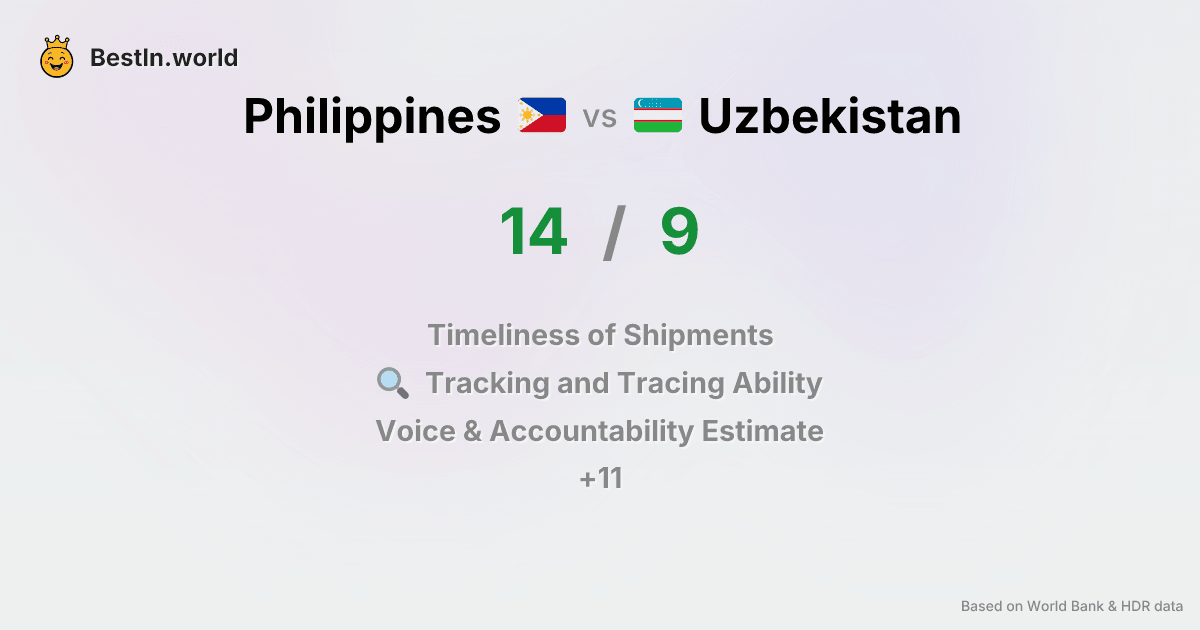 BestIn.world
Philippines vs Uzbekistan
14 / 9
Timeliness of Shipments
Tracking and Tracing Ability
Voice & Accountability Estimate
+11
Based on World Bank & HDR data